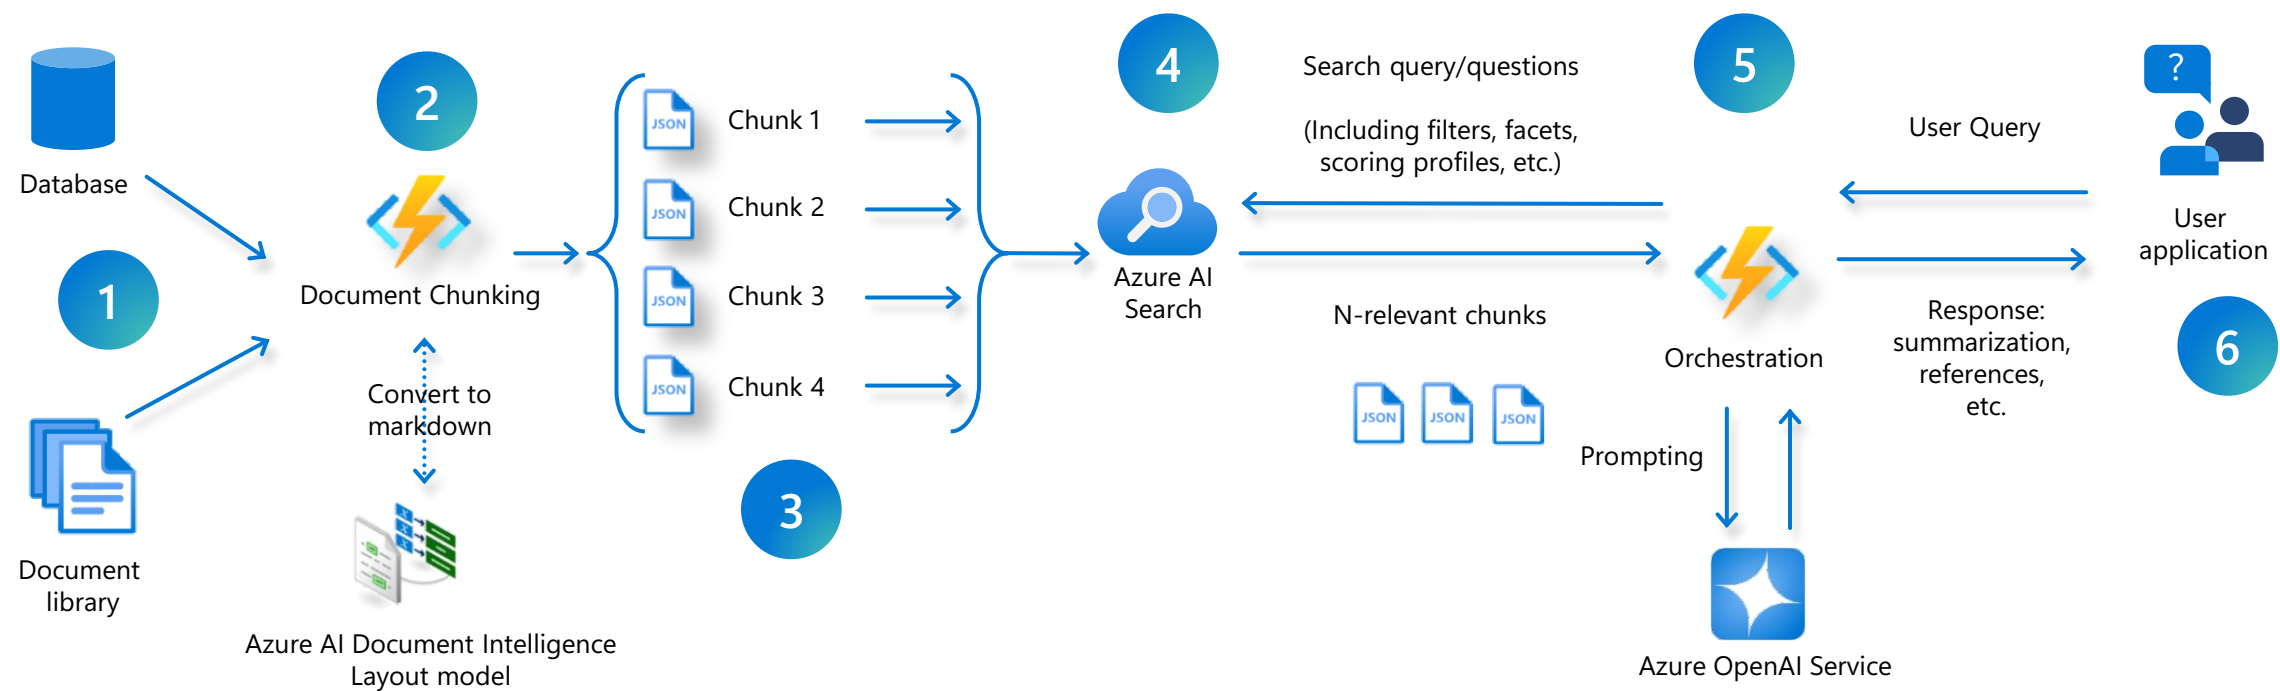 Database
1
Document
library
2
Document Chunking
Convert to
markdown
Azure AI Document Intelligence
Layout model
JSON
Chunk 1
JSON
Chunk 2
JSON
Chunk 3
JSON
Chunk 4
3
4
Azure AI
Search
Search query/questions
(Including filters, facets,
scoring profiles, etc.)
N-relevant chunks
JSON
JSON
JSON
5
Orchestration
Prompting
Azure OpenAI Service
User Query
Response:
summarization,
references,
etc.
?
User
application
6